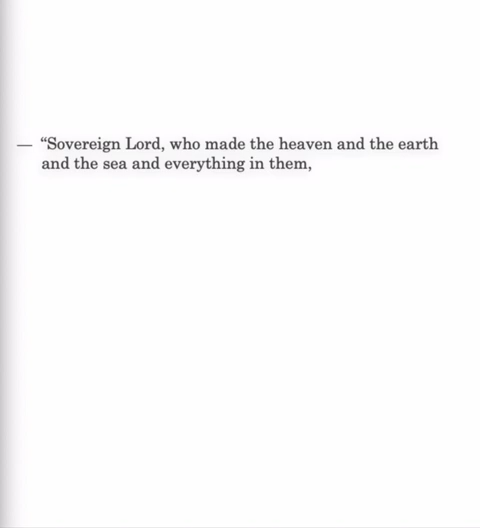 — “Sovereign Lord, who made the heaven and the earth
and the sea and everything in them,